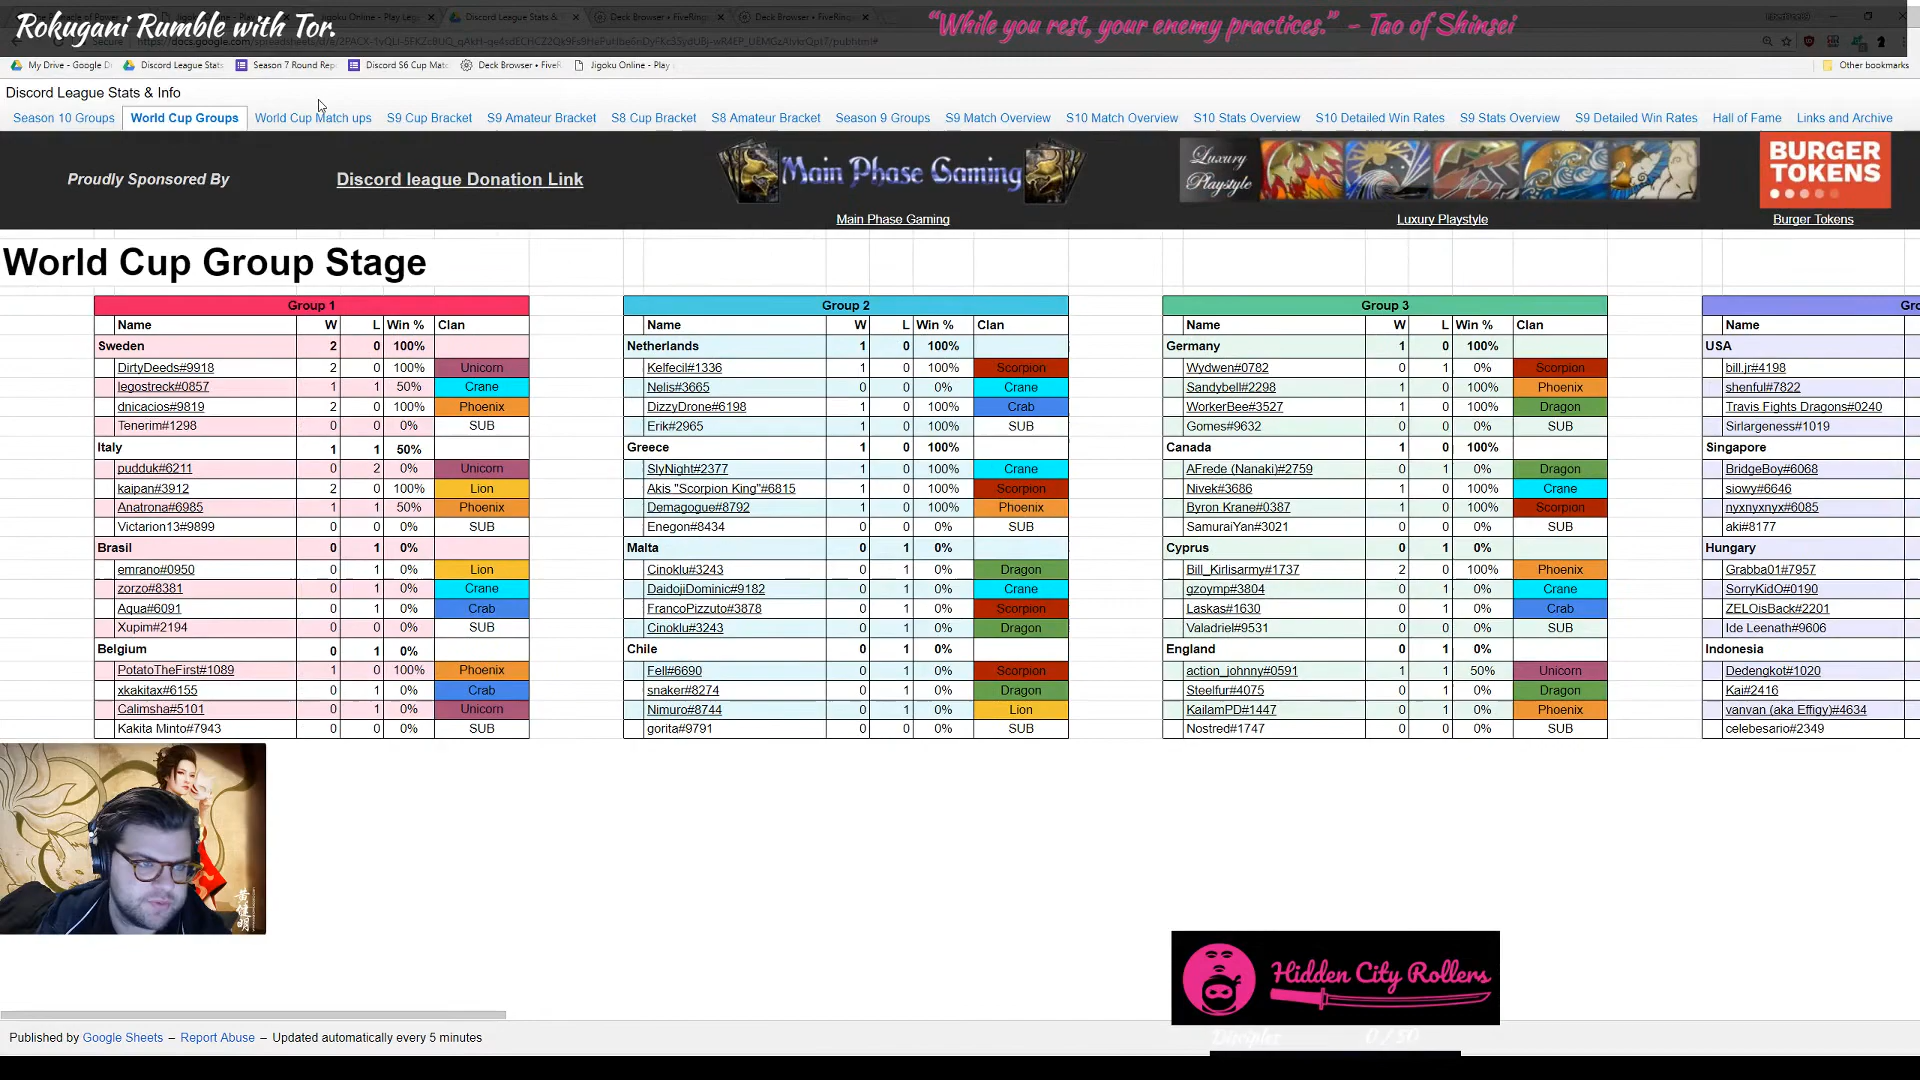 Rokugani Rumble with Tor.
"While you rest, your enemy practices." - Tao of Shinsei
My Drive - Google D
Discord League Stats
Season 7 Round Rep
Discord S6 Cup Matc
Deck Browser • FiveR
Jigoku Online - Play
Other bookmarks
Discord League Stats & Info
Season 10 Groups World Cup Groups World Cup Match ups S9 Cup Bracket S9 Amateur Bracket S8 Cup Bracket S8 Amateur Bracket Season 9 Groups S9 Match Overview S10 Match Overview S10 Stats Overview S10 Detailed Win Rates S9 Stats Overview S9 Detailed Win Rates Hall of Fame Links and Archive
Proudly Sponsored By
Discord league Donation Link
Main Phase Gaming
Main Phase Gaming
Luxury Playstyle
Luxury Playstyle
BURGER TOKENS
Burger Tokens
World Cup Group Stage
Group 1
Name W L Win % Clan
Sweden 2 0 100%
DirtyDeeds#9918 2 0 100% Unicorn
legostreck#0857 1 1 50% Crane
dnicacios#9819 2 0 100% Phoenix
Tenerim#1298 0 0 0% SUB
Italy 1 1 50%
pudduk#6211 0 2 0% Unicorn
kaipan#3912 2 0 100% Lion
Anatrona#6985 1 1 50% Phoenix
Victarion13#9899 0 0 0% SUB
Brasil 0 1 0%
emrano#0950 0 1 0% Lion
zorzo#8381 0 1 0% Crane
Aqua#6091 0 1 0% Crab
Xupim#2194 0 0 0% SUB
Belgium 0 1 0%
PotatoTheFirst#1089 1 0 100% Phoenix
xkakitax#6155 0 1 0% Crab
Calimsha#5101 0 1 0% Unicorn
Kakita Minto#7943 0 0 0% SUB
Group 2
Name W L Win % Clan
Netherlands 1 0 100%
Kelfecil#1336 1 0 100% Scorpion
Nelis#3665 0 0 0% Crane
DizzyDrone#6198 1 0 100% Crab
Erik#2965 1 0 100% SUB
Greece 1 0 100%
SlyNight#2377 1 0 100% Crane
Akis "Scorpion King"#6815 1 0 100% Scorpion
Demagogue#8792 1 0 100% Phoenix
Enegon#8434 0 0 0% SUB
Malta 0 1 0%
Cinoklu#3243 0 1 0% Dragon
DaidojiDominic#9182 0 1 0% Crane
FrancoPizzuto#3878 0 1 0% Scorpion
Cinoklu#3243 0 1 0% Dragon
Chile 0 1 0%
Fell#6690 0 1 0% Scorpion
snaker#8274 0 1 0% Dragon
Nimuro#8744 0 1 0% Lion
gorita#9791 0 0 0% SUB
Group 3
Name W L Win % Clan
Germany 1 0 100%
Wydwen#0782 0 1 0% Scorpion
Sandybell#2298 1 0 100% Phoenix
WorkerBee#3527 1 0 100% Dragon
Gomes#9632 0 0 0% SUB
Canada 1 0 100%
AFrede (Nanaki)#2759 0 1 0% Dragon
Nivek#3686 1 0 100% Crane
Byron Krane#0387 1 0 100% Scorpion
SamuraiYan#3021 0 0 0% SUB
Cyprus 0 1 0%
Bill_Kirlisarmy#1737 2 0 100% Phoenix
gzoymp#3804 0 1 0% Crane
Laskas#1630 0 1 0% Crab
Valadriel#9531 0 0 0% SUB
England 0 1 0%
action_johnny#0591 1 1 50% Unicorn
Steelfur#4075 0 1 0% Dragon
KailamPD#1447 0 1 0% Phoenix
Nostred#1747 0 0 0% SUB
Gro
Name
USA
bill.jr#4198
shenful#7822
Travis Fights Dragons#0240
Sirlargeness#1019
Singapore
BridgeBoy#6068
siowy#6646
nyxnyxnyx#6085
aki#8177
Hungary
Grabba01#7957
SorryKidO#0190
ZELOisBack#2201
Ide Leenath#9606
Indonesia
Dedengkot#1020
Kai#2416
vanvan (aka Effigy)#4634
celebesario#2349
Hidden City Rollers
Disciples 0/50
Published by Google Sheets – Report Abuse – Updated automatically every 5 minutes